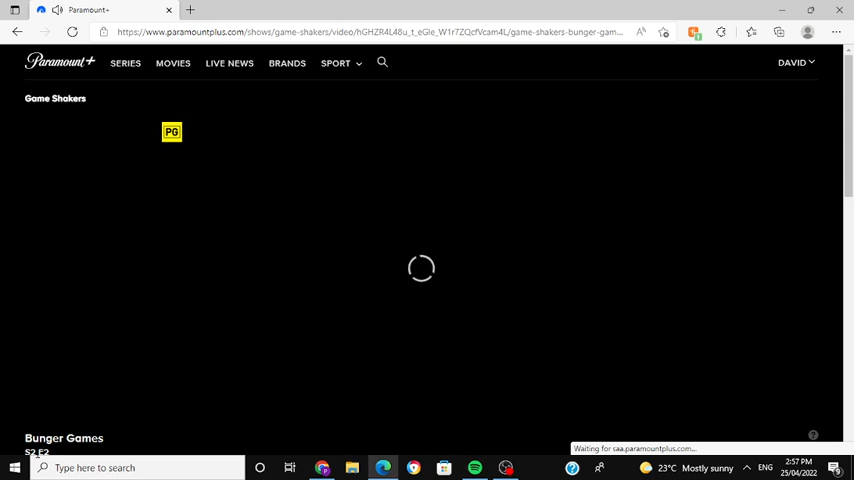 Paramount+
https://www.paramountplus.com/shows/game-shakers/video/hGHZR4L48u_t_eGle_W1r7ZQcfVcam4L/game-shakers-bunger-gam...
Paramount+ SERIES MOVIES LIVE NEWS BRANDS SPORT DAVID
Game Shakers
PG
Bunger Games
S2 E2
Waiting for saa.paramountplus.com...
Type here to search
23°C Mostly sunny
ENG
2:57 PM
25/04/2022